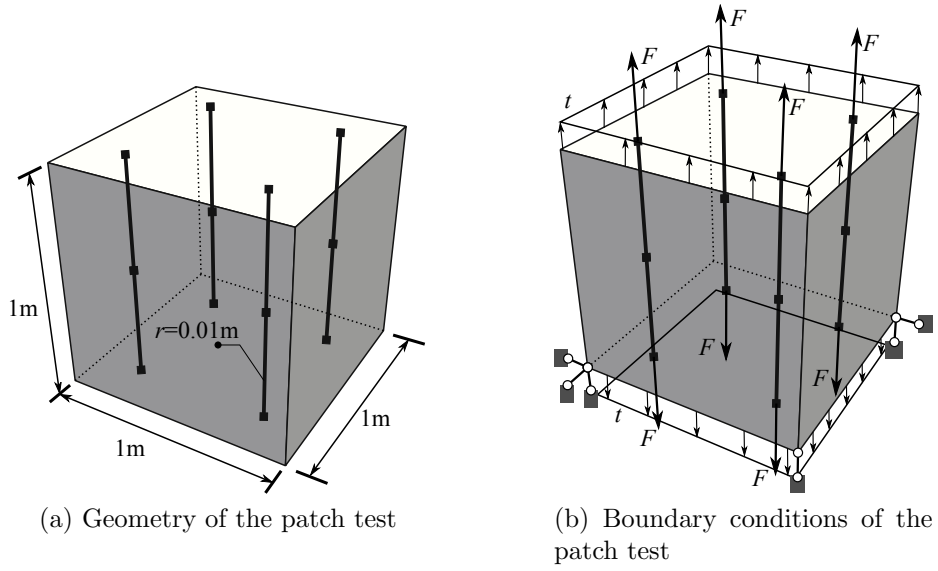 1m
r=0.01m
1m
1m
(a) Geometry of the patch test
F
F
F
F
t
F
F
t
F
F
(b) Boundary conditions of the
patch test